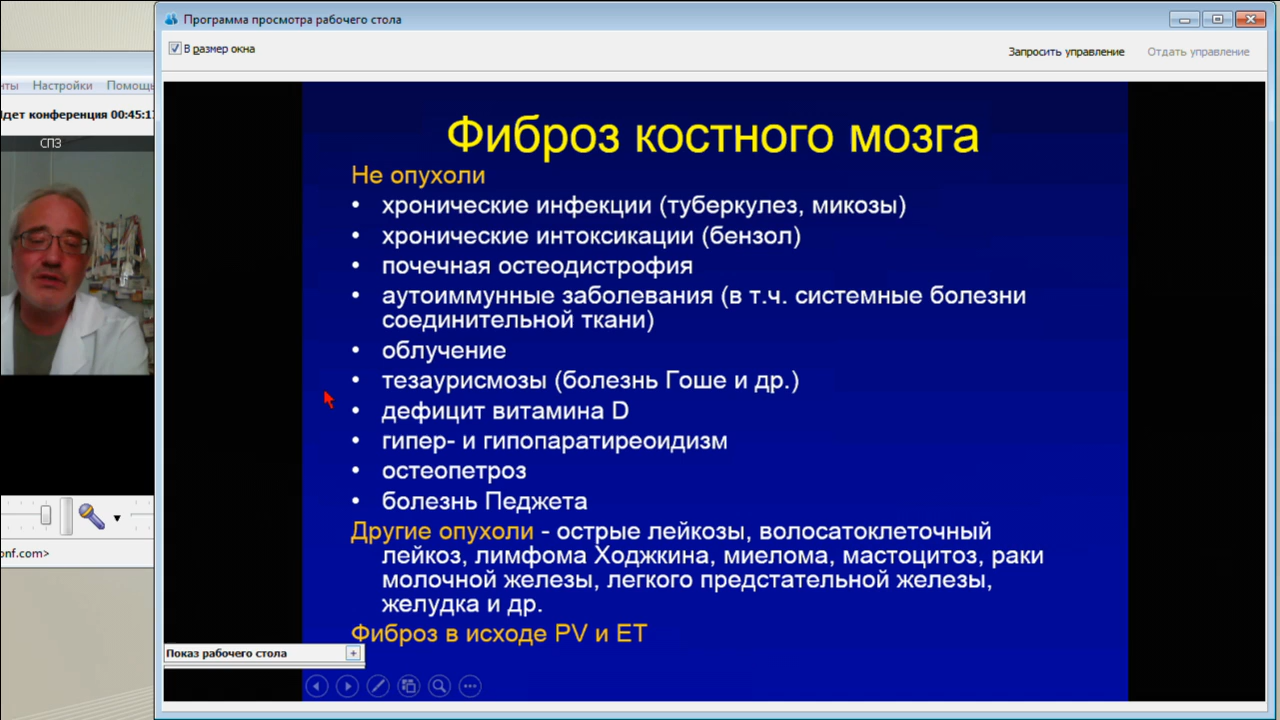 Программа просмотра рабочего стола
В размер окна
Запросить управление
Отдать управление
Настройки
Помощь
конференция 00:45:1
СПЗ
Фиброз костного мозга
Не опухоли
• хронические инфекции (туберкулез, микозы)
• хронические интоксикации (бензол)
• почечная остеодистрофия
• аутоиммунные заболевания (в т.ч. системные болезни
соединительной ткани)
• облучение
• тезаурисмозы (болезнь Гоше и др.)
• дефицит витамина D
• гипер- и гипопаратиреоидизм
• остеопетроз
• болезнь Педжета
Другие опухоли - острые лейкозы, волосатоклеточный
лейкоз, лимфома Ходжкина, миелома, мастоцитоз, раки
молочной железы, легкого предстательной железы,
желудка и др.
Фиброз в исходе PV и ET
onf.com>
Показ рабочего стола